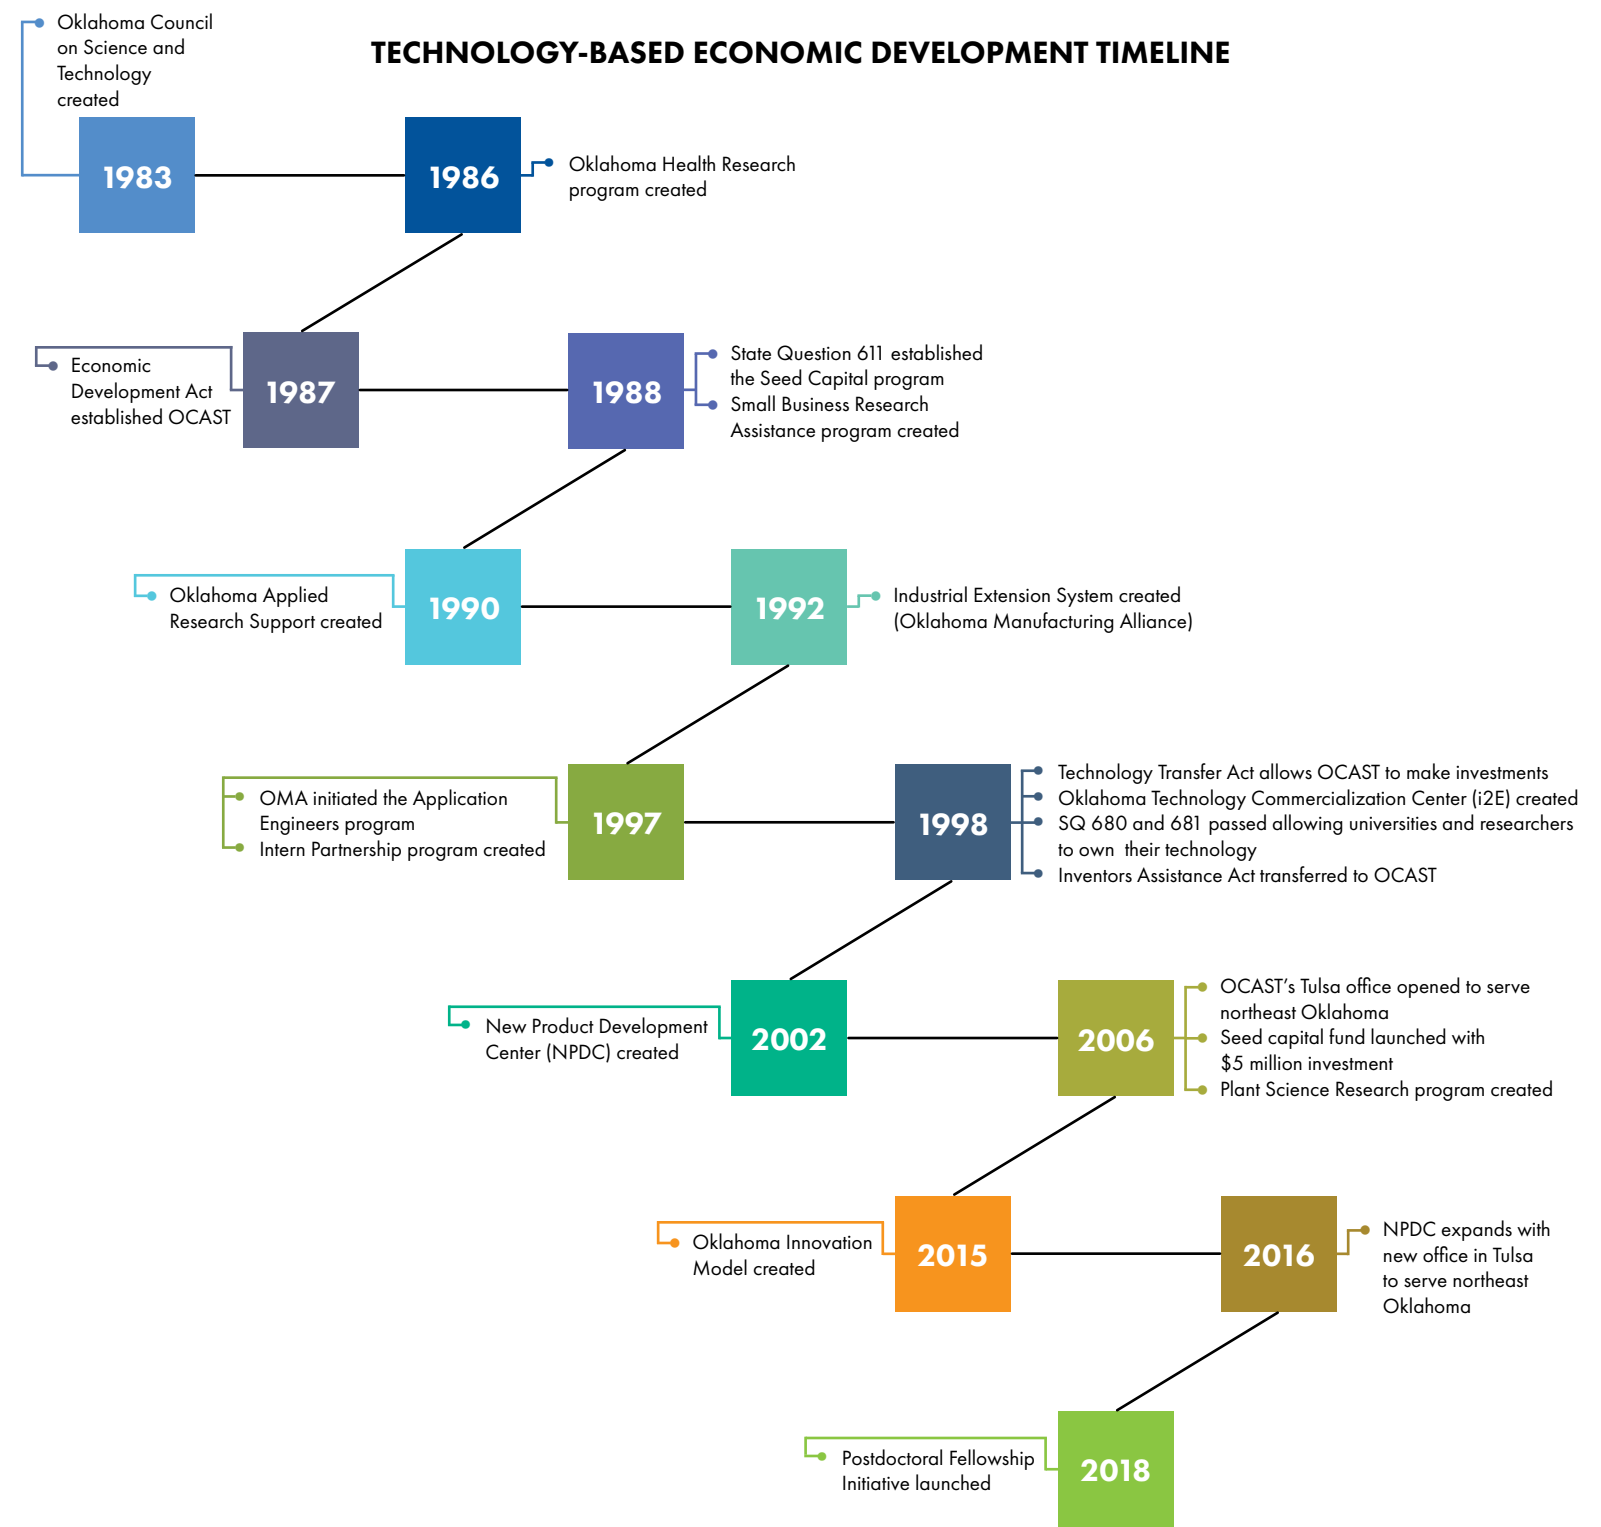 TECHNOLOGY-BASED ECONOMIC DEVELOPMENT TIMELINE
Oklahoma Council
on Science and
Technology
created
1983
1986
Oklahoma Health Research
program created
Economic
Development Act
established OCAST
1987
1988
State Question 611 established
the Seed Capital program
Small Business Research
Assistance program created
Oklahoma Applied
Research Support created
1990
1992
Industrial Extension System created
(Oklahoma Manufacturing Alliance)
OMA initiated the Application
Engineers program
Intern Partnership program created
1997
1998
Technology Transfer Act allows OCAST to make investments
Oklahoma Technology Commercialization Center (i2E) created
SQ 680 and 681 passed allowing universities and researchers
to own  their technology
Inventors Assistance Act transferred to OCAST
New Product Development
Center (NPDC) created
2002
2006
OCAST’s Tulsa office opened to serve
northeast Oklahoma
Seed capital fund launched with
$5 million investment
Plant Science Research program created
Oklahoma Innovation
Model created
2015
2016
NPDC expands with
new office in Tulsa
to serve northeast
Oklahoma
Postdoctoral Fellowship
Initiative launched
2018